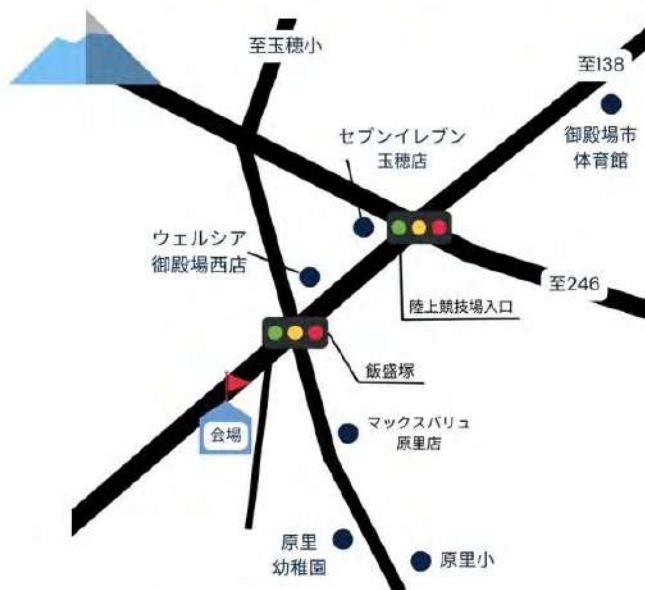 至玉穂小
至138
セブンイレブン
玉穂店
御殿場市
体育館
ウェルシア
御殿場西店
至246
陸上競技場入口
飯盛塚
会場
マックスバリュ
原里店
原里
幼稚園
原里小